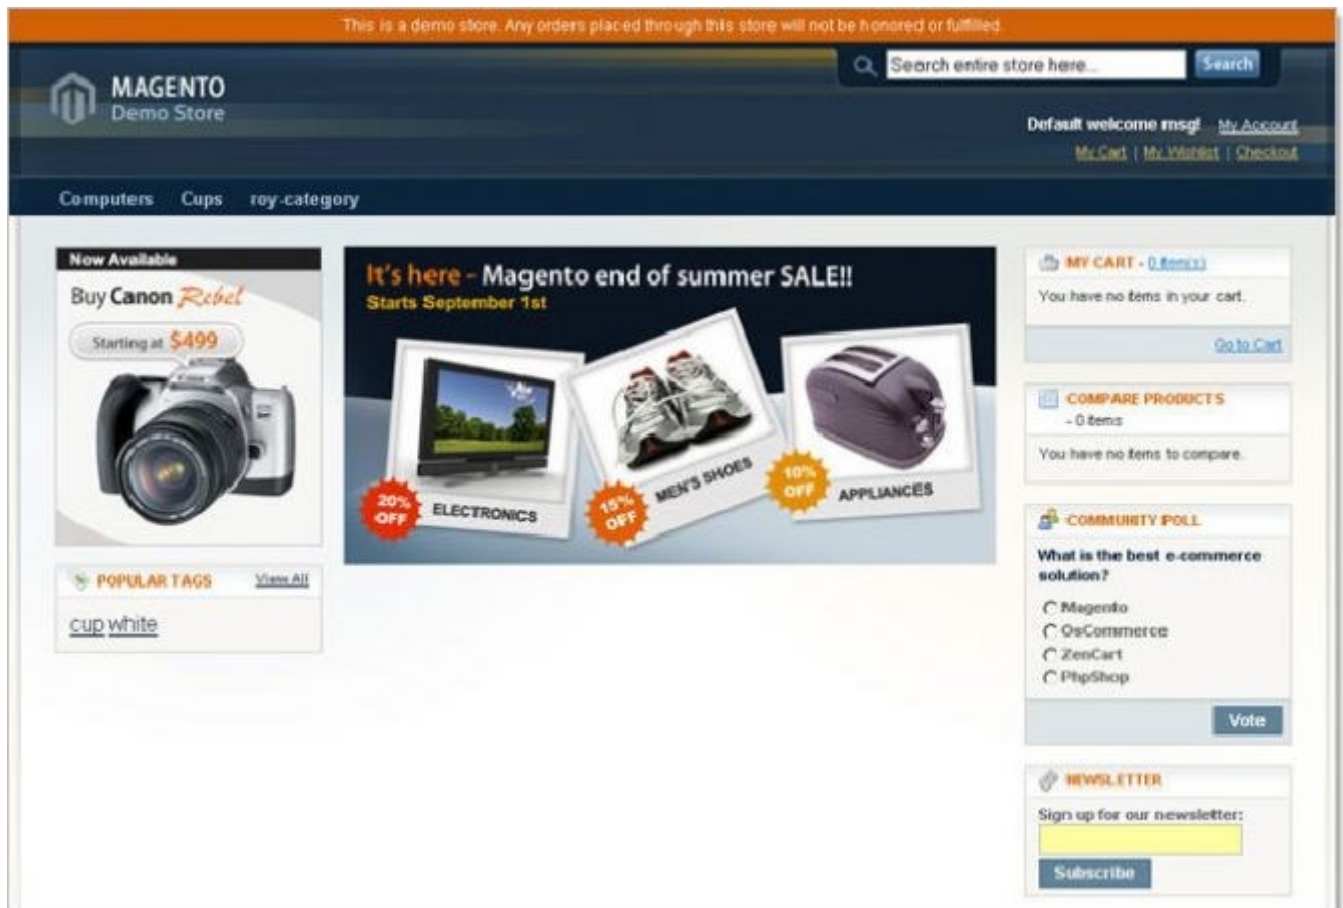 This is a demo store. Any orders placed through this store will not be honored or fulfilled.
MAGENTO
Demo Store
Search entire store here...
Search
Default welcome msg! My Account
My Cart | My Wishlist | Checkout
Computers Cups roy-category
Now Available
Buy Canon Rebel
Starting at $499
POPULAR TAGS View All
cup white
It's here - Magento end of summer SALE!!
Starts September 1st
20% OFF
ELECTRONICS
15% OFF
MEN'S SHOES
10% OFF
APPLIANCES
MY CART - 0 item(s)
You have no items in your cart.
Go to Cart
COMPARE PRODUCTS
- 0 items
You have no items to compare.
COMMUNITY POLL
What is the best e-commerce
solution?
Magento
OsCommerce
ZenCart
PhpShop
Vote
NEWSLETTER
Sign up for our newsletter:
Subscribe